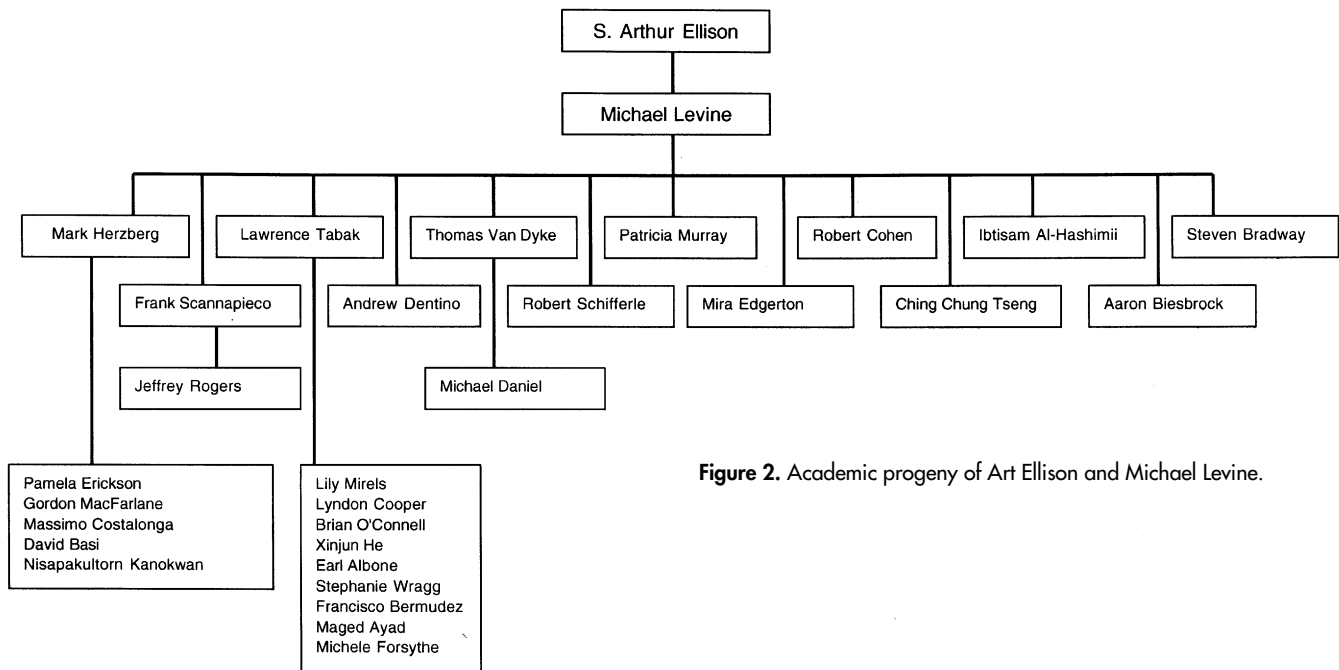 S. Arthur Ellison
Michael Levine
Mark Herzberg
Lawrence Tabak
Thomas Van Dyke
Patricia Murray
Robert Cohen
Ibtisam Al-Hashimii
Steven Bradway
Frank Scannapieco
Andrew Dentino
Robert Schifferle
Mira Edgerton
Ching Chung Tseng
Aaron Biesbrock
Jeffrey Rogers
Michael Daniel
Pamela Erickson
Gordon MacFarlane
Massimo Costalonga
David Basi
Nisapakultorn Kanokwan
Lily Mirels
Lyndon Cooper
Brian O'Connell
Xinjun He
Earl Albone
Stephanie Wragg
Francisco Bermudez
Maged Ayad
Michele Forsythe
Figure 2. Academic progeny of Art Ellison and Michael Levine.